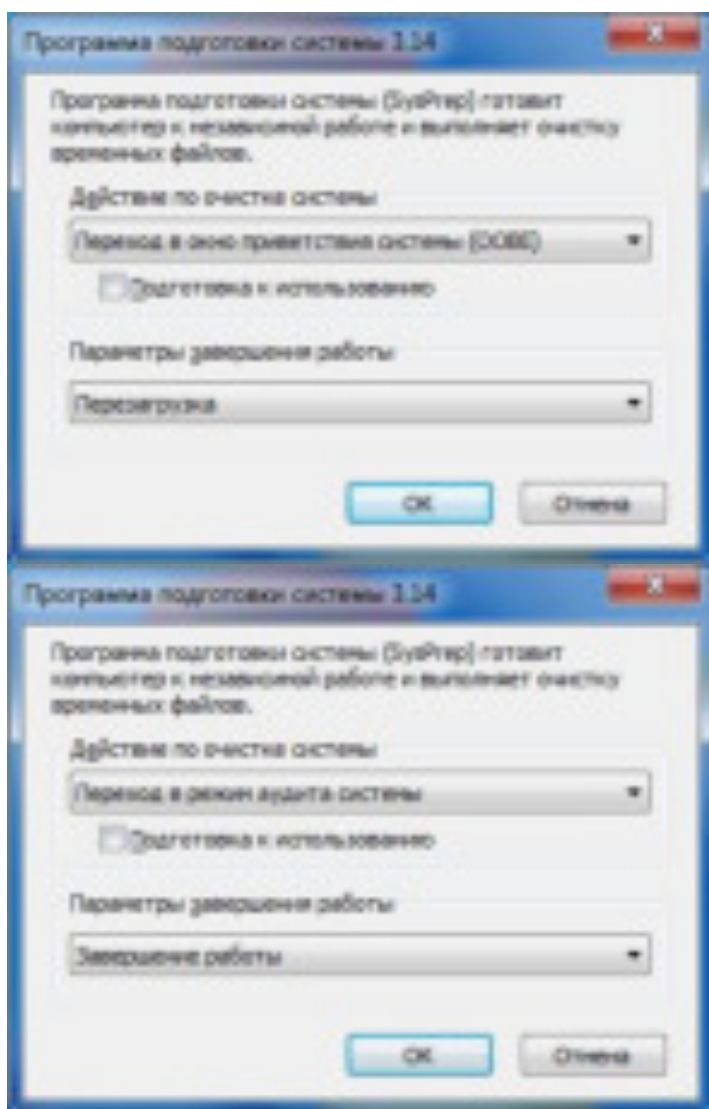 Программа подготовки системы 3.14
Программа подготовки системы (SysPrep) готовит
компьютер к независимой работе и выполняет очистку
временных файлов.
Действие по очистке системы
Переход в окно приветствия системы (OOBE)
Подготовка к использованию
Параметры завершения работы
Перезагрузка
ОК
Отмена
Программа подготовки системы 3.14
Программа подготовки системы (SysPrep) готовит
компьютер к независимой работе и выполняет очистку
временных файлов.
Действие по очистке системы
Переход в режим аудита системы
Подготовка к использованию
Параметры завершения работы
Завершение работы
ОК
Отмена